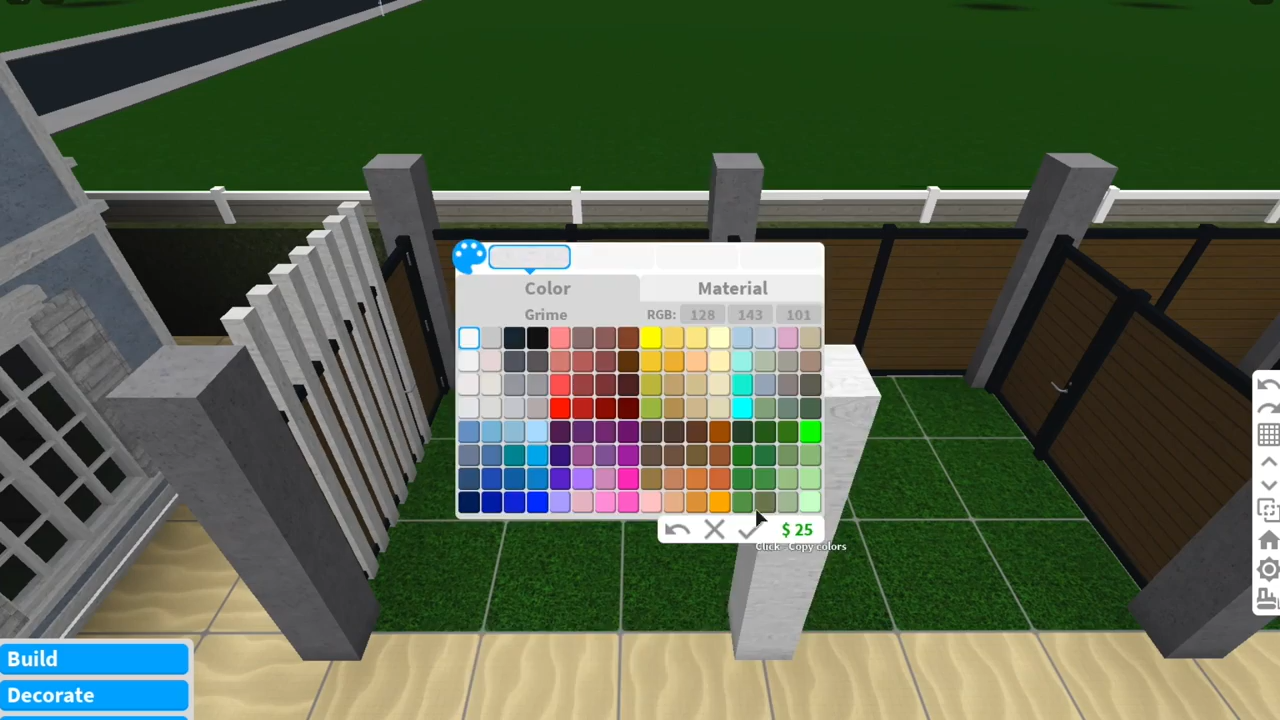 Color
Material
Grime
RGB: 128 143 101
$ 25
Click - Copy colors
Build
Decorate